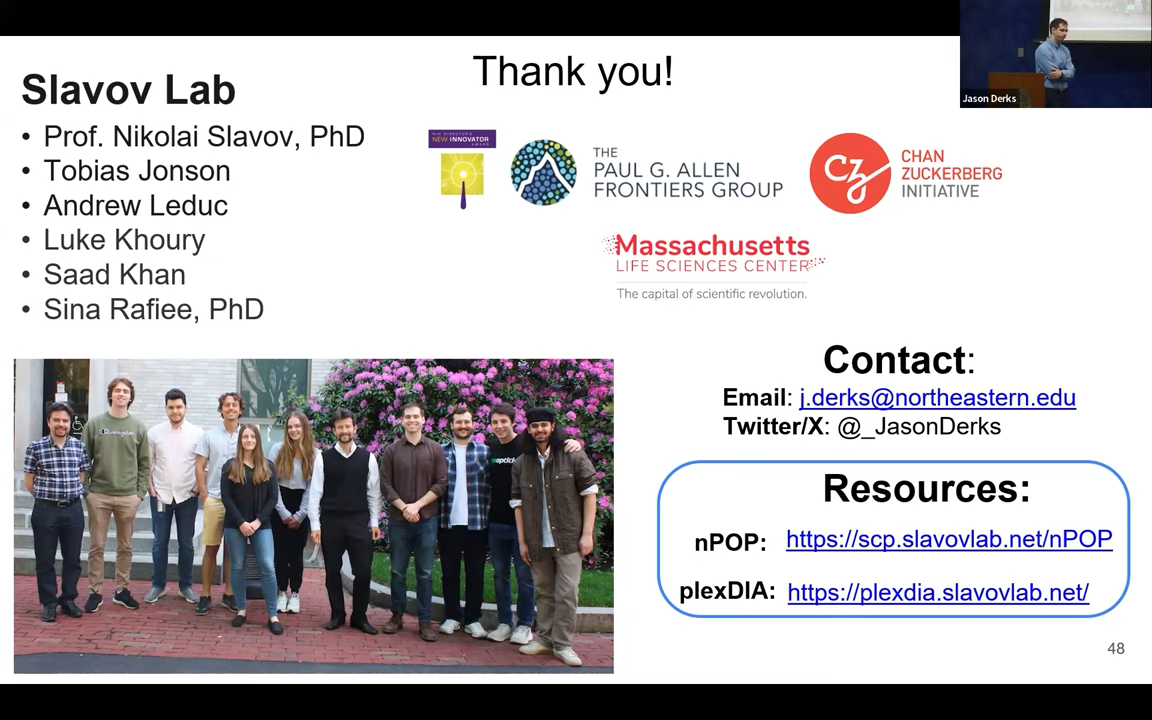 Thank you!
Slavov Lab
• Prof. Nikolai Slavov, PhD
• Tobias Jonson
• Andrew Leduc
• Luke Khoury
• Saad Khan
• Sina Rafiee, PhD
NEW INNOVATOR
AWARD
THE
PAUL G. ALLEN
FRONTIERS GROUP
CHAN
ZUCKERBERG
INITIATIVE
Massachusetts
LIFE SCIENCES CENTER
The capital of scientific revolution.
Jason Derks
Contact:
Email: j.derks@northeastern.edu
Twitter/X: @_JasonDerks
Resources:
nPOP: https://scp.slavovlab.net/nPOP
plexDIA: https://plexdia.slavovlab.net/
48